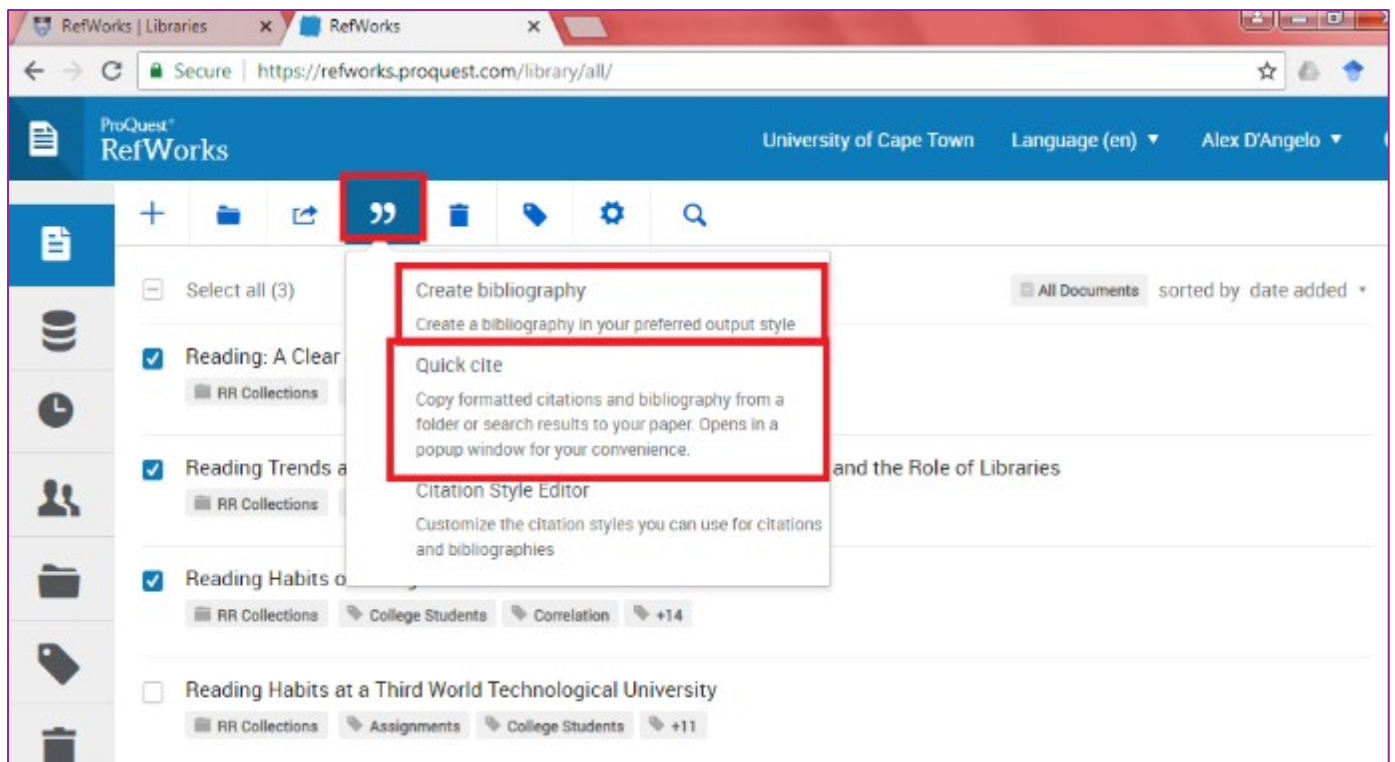 RefWorks | Libraries
RefWorks
Secure | https://refworks.proquest.com/library/all/
ProQuest®
RefWorks
University of Cape Town
Language (en)
Alex D'Angelo
Select all (3)
All Documents sorted by date added
Create bibliography
Create a bibliography in your preferred output style
Reading: A Clear
RR Collections
Quick cite
Copy formatted citations and bibliography from a
folder or search results to your paper. Opens in a
popup window for your convenience.
Reading Trends a
and the Role of Libraries
RR Collections
Citation Style Editor
Customize the citation styles you can use for citations
and bibliographies
Reading Habits o
RR Collections College Students Correlation +14
Reading Habits at a Third World Technological University
RR Collections Assignments College Students +11